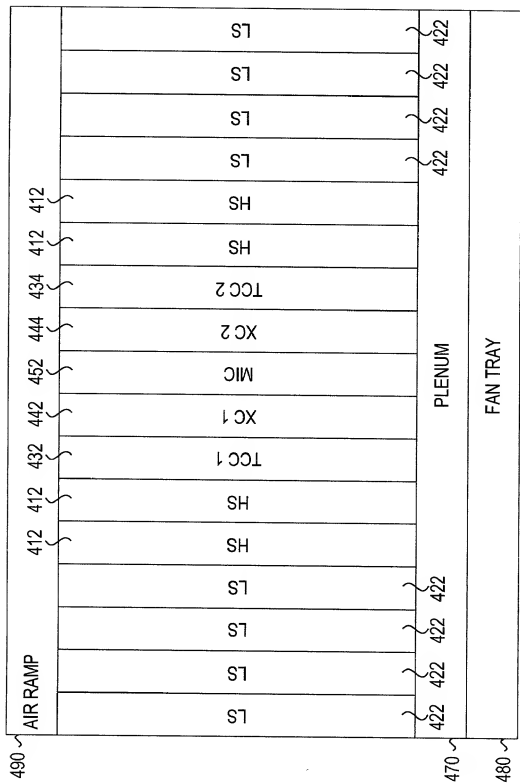 490
AIR RAMP
412 412 432 442 452 444 434 412 412
LS
LS
LS
LS
HS
HS
TCC 1
XC 1
MIC
XC 2
TCC 2
HS
HS
LS
LS
LS
LS
422 422 422 422 422 422 422 422
470
PLENUM
480
FAN TRAY